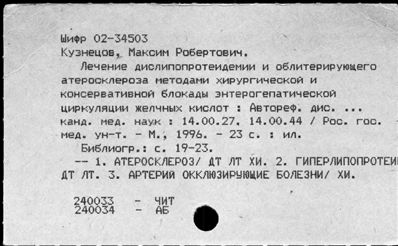 Шифр 02-34503
Кузнецов, Максим Робертович.
Лечение дислипопротеидемии и облитерирующего
атеросклероза методами хирургической и
консервативной блокады энтерогепатической
циркуляции желчных кислот : Автореф. дис. ...
канд. мед. наук : 14.00.27, 14.00.44 / Рос. гос.
мед. ун-т. - М., 1996. - 23 с. : ил.
Библиогр.: с. 19-23.
-- 1. АТЕРОСКЛЕРОЗ/ ДТ ЛТ ХИ. 2. ГИПЕРЛИПОПРОТЕИ
ДТ ЛТ. 3. АРТЕРИЙ ОККЛЮЗИРУЮЩИЕ БОЛЕЗНИ/ ХИ.
240033 - ЧИТ
240034 - АБ